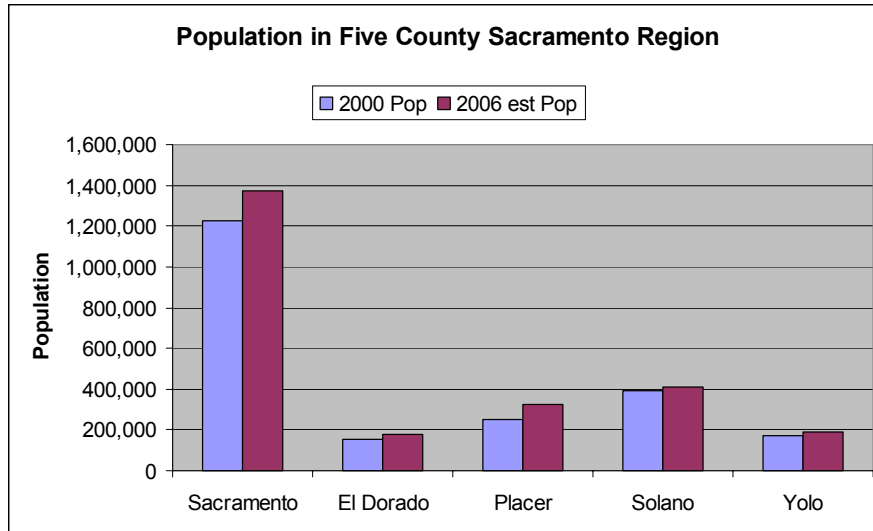 Population in Five County Sacramento Region
2000 Pop 2006 est Pop
1,600,000
1,400,000
1,200,000
1,000,000
800,000
600,000
400,000
200,000
0
Population
Sacramento El Dorado Placer Solano Yolo